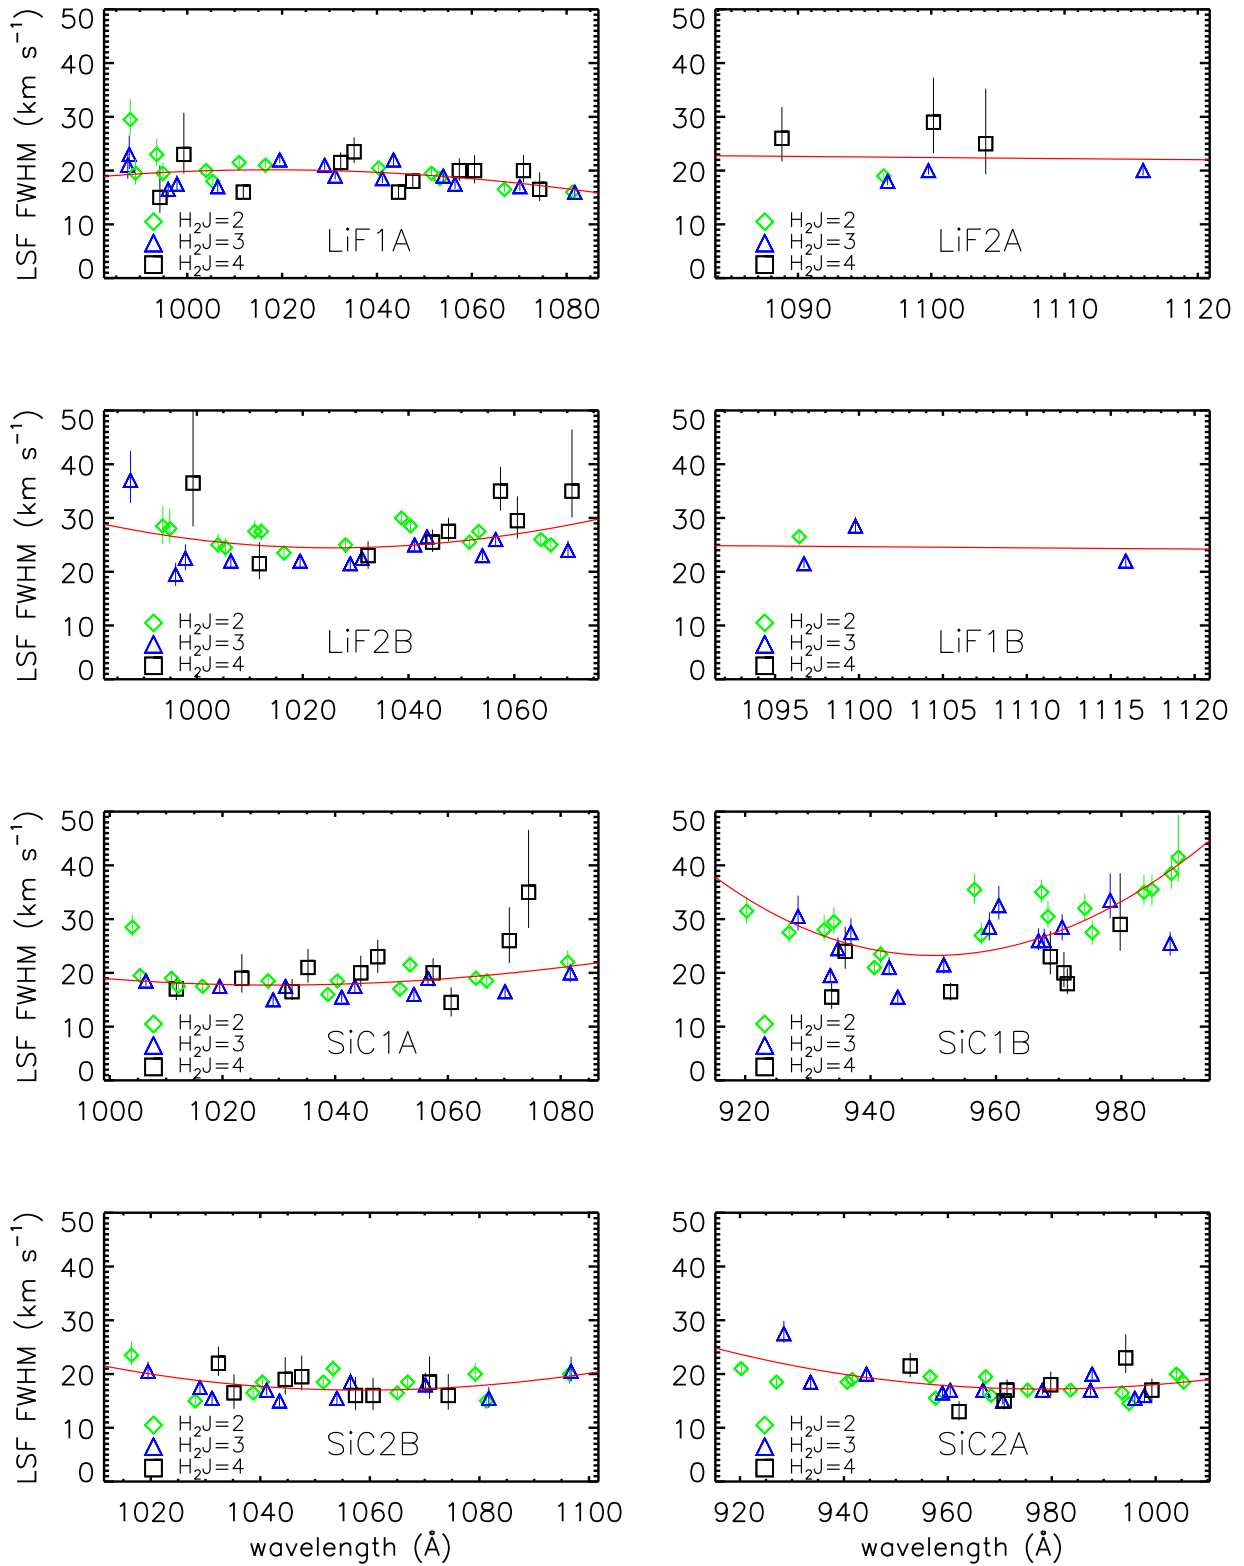 LSF FWHM (km s⁻¹)
50
40
30
20
10
0
H₂J=2
H₂J=3
H₂J=4
LiF1A
1000 1020 1040 1060 1080
50
40
30
20
10
0
H₂J=2
H₂J=3
H₂J=4
LiF2A
1090 1100 1110 1120
LSF FWHM (km s⁻¹)
50
40
30
20
10
0
H₂J=2
H₂J=3
H₂J=4
LiF2B
1000 1020 1040 1060
50
40
30
20
10
0
H₂J=2
H₂J=3
H₂J=4
LiF1B
1095 1100 1105 1110 1115 1120
LSF FWHM (km s⁻¹)
50
40
30
20
10
0
H₂J=2
H₂J=3
H₂J=4
SiC1A
1000 1020 1040 1060 1080
50
40
30
20
10
0
H₂J=2
H₂J=3
H₂J=4
SiC1B
920 940 960 980
LSF FWHM (km s⁻¹)
50
40
30
20
10
0
H₂J=2
H₂J=3
H₂J=4
SiC2B
1020 1040 1060 1080 1100
wavelength (Å)
50
40
30
20
10
0
H₂J=2
H₂J=3
H₂J=4
SiC2A
920 940 960 980 1000
wavelength (Å)